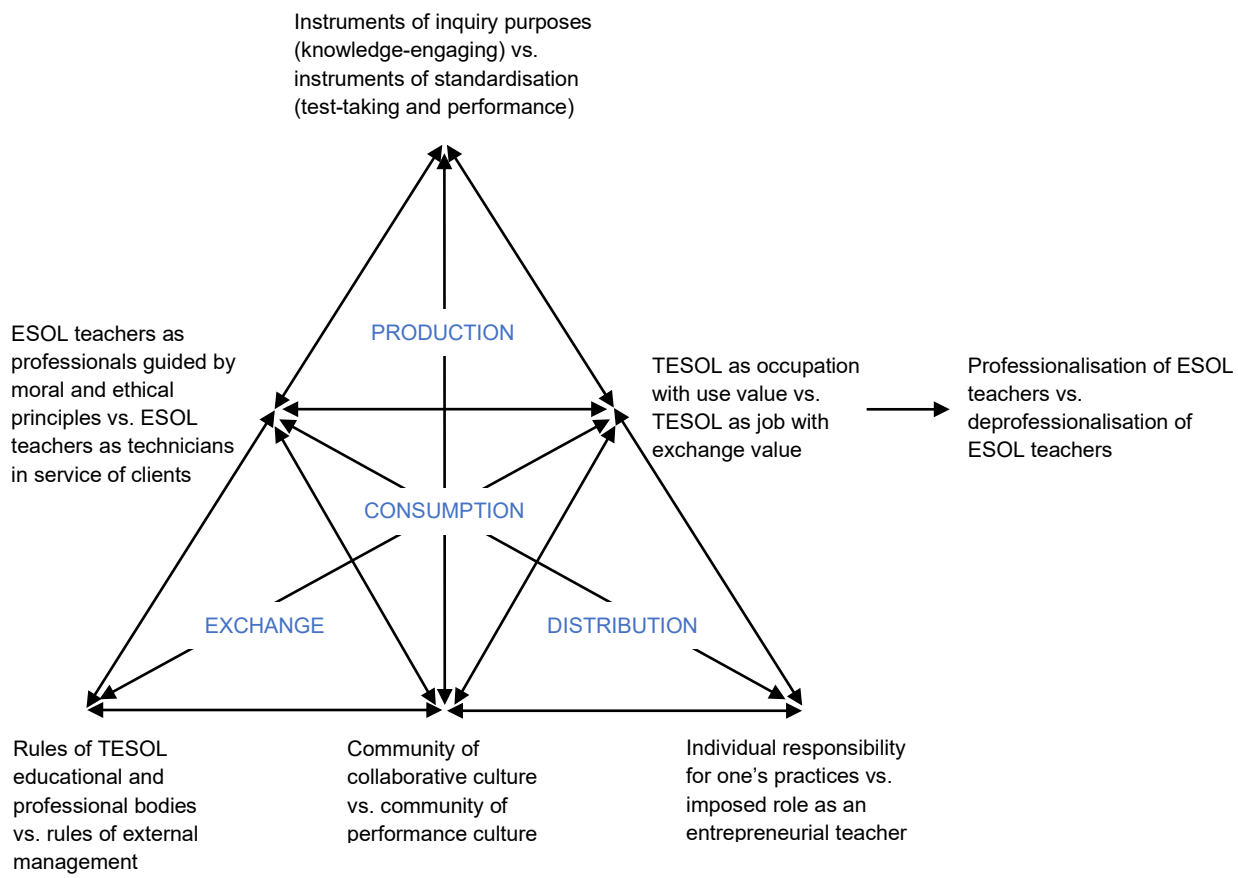 Instruments of inquiry purposes
(knowledge-engaging) vs.
instruments of standardisation
(test-taking and performance)
PRODUCTION
ESOL teachers as
professionals guided by
moral and ethical
principles vs. ESOL
teachers as technicians
in service of clients
TESOL as occupation
with use value vs.
TESOL as job with
exchange value
Professionalisation of ESOL
teachers vs.
deprofessionalisation of
ESOL teachers
CONSUMPTION
EXCHANGE
DISTRIBUTION
Rules of TESOL
educational and
professional bodies
vs. rules of external
management
Community of
collaborative culture
vs. community of
performance culture
Individual responsibility
for one’s practices vs.
imposed role as an
entrepreneurial teacher